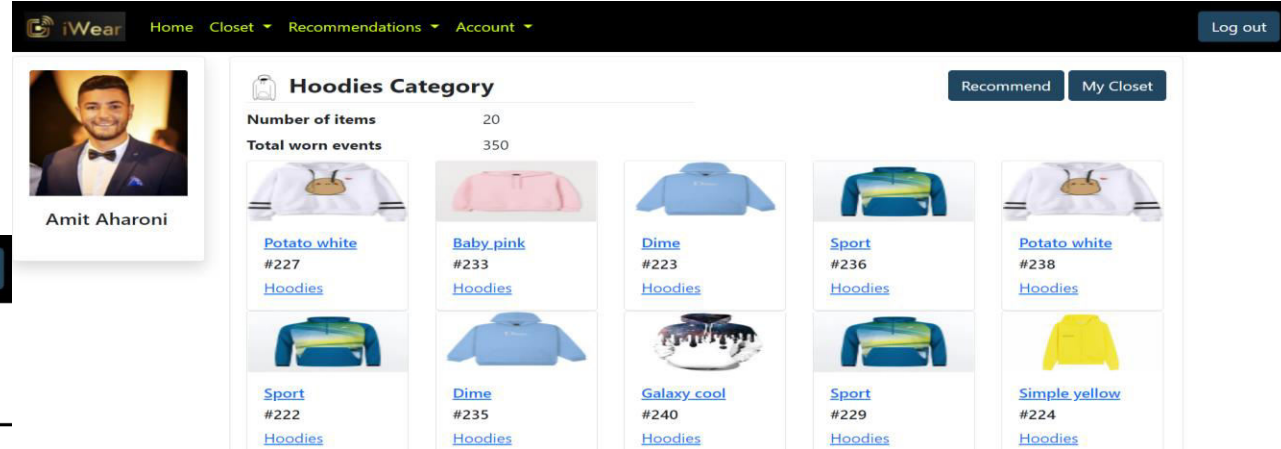 iWear Home Closet Recommendations Account Log out
Hoodies Category Recommend My Closet
Number of items 20
Total worn events 350
Amit Aharoni
Potato white Baby pink Dime Sport Potato white
#227 #233 #223 #236 #238
Hoodies Hoodies Hoodies Hoodies Hoodies
Sport Dime Galaxy cool Sport Simple yellow
#222 #235 #240 #229 #224
Hoodies Hoodies Hoodies Hoodies Hoodies